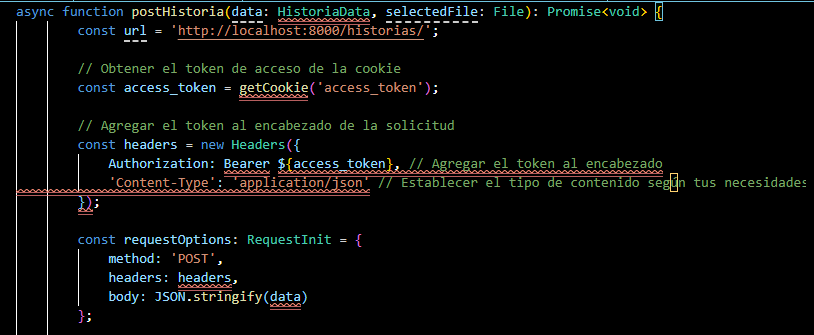 async function postHistoria(data: HistoriaData, selectedFile: File): Promise<void> {
const url = 'http://localhost:8000/historias/';
// Obtener el token de acceso de la cookie
const access_token = getCookie('access_token');
// Agregar el token al encabezado de la solicitud
const headers = new Headers({
Authorization: Bearer ${access_token}, // Agregar el token al encabezado
'Content-Type': 'application/json' // Establecer el tipo de contenido según tus necesidades
});
const requestOptions: RequestInit = {
method: 'POST',
headers: headers,
body: JSON.stringify(data)
};